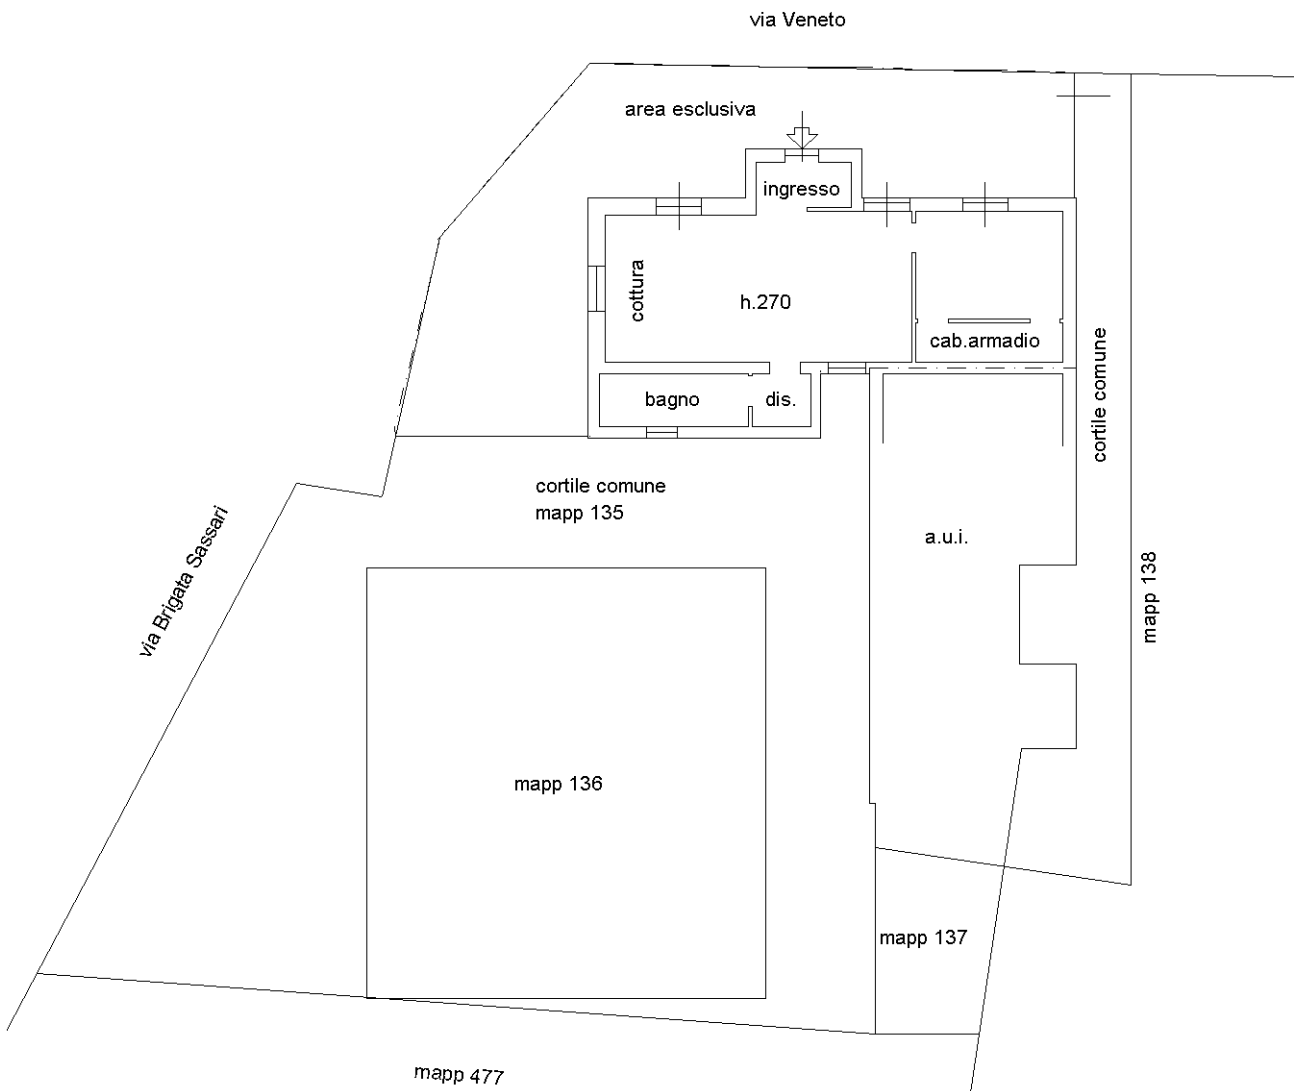 via Veneto
area esclusiva
ingresso
cottura
h.270
cab.armadio
bagno
dis.
cortile comune
cortile comune
mapp 135
a.u.i.
via Brigata Sassari
mapp 138
mapp 136
mapp 137
mapp 477